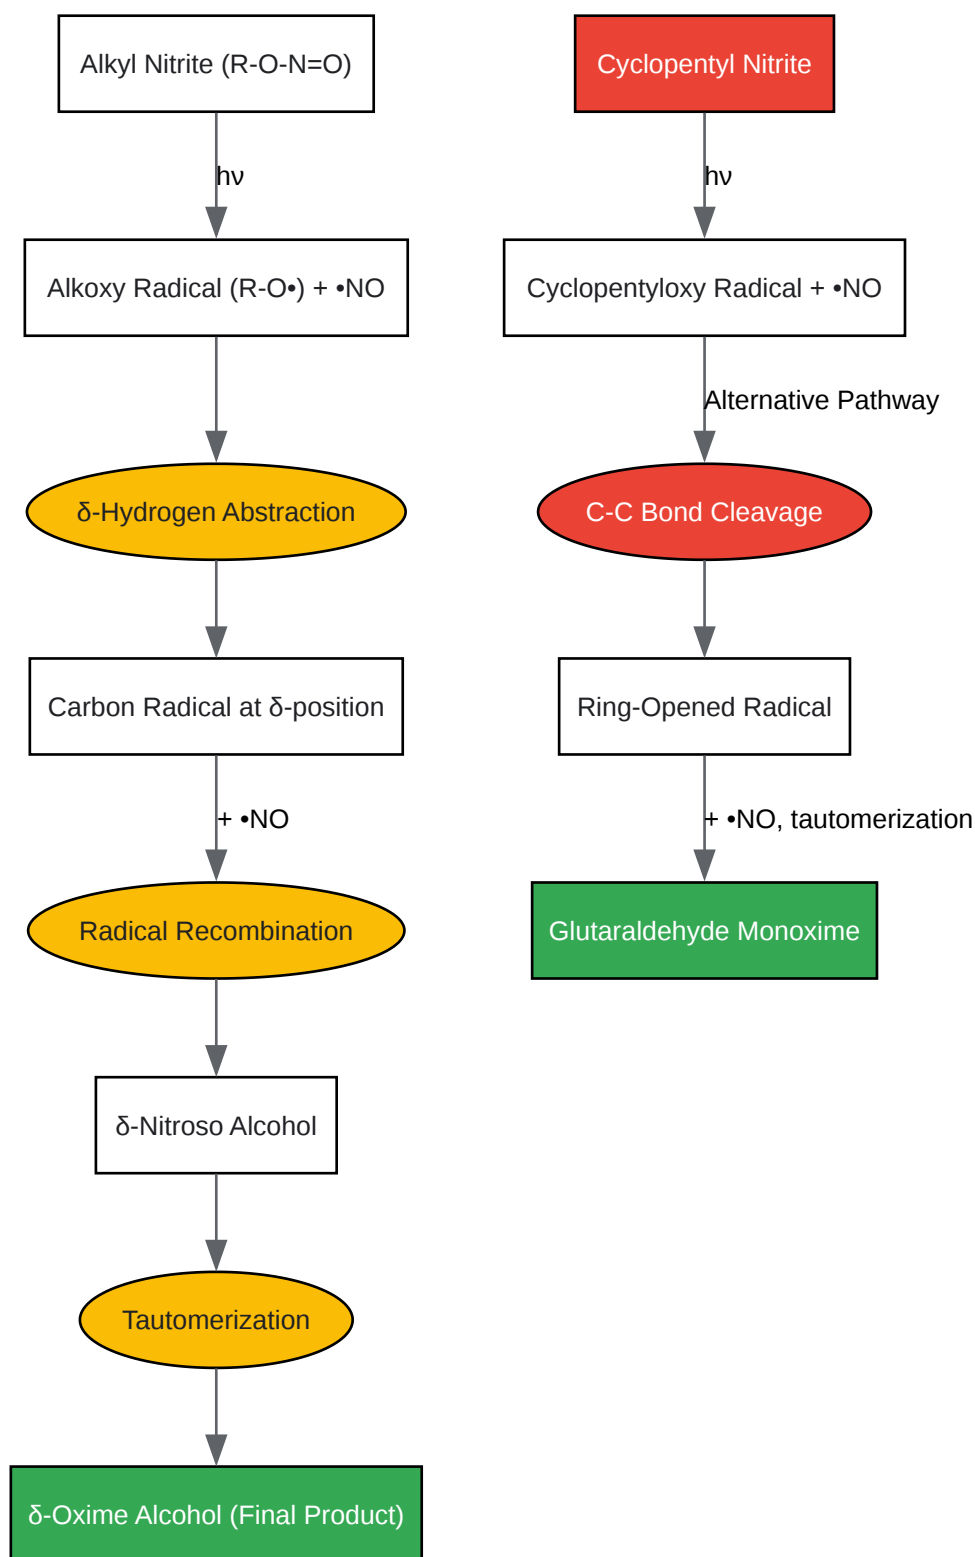 Alkyl Nitrite (R-O-N=O)
hν
Alkoxy Radical (R-O•) + •NO
δ-Hydrogen Abstraction
Carbon Radical at δ-position
+ •NO
Radical Recombination
δ-Nitroso Alcohol
Tautomerization
δ-Oxime Alcohol (Final Product)
Cyclopentyl Nitrite
hν
Cyclopentyloxy Radical + •NO
Alternative Pathway
C-C Bond Cleavage
Ring-Opened Radical
+ •NO, tautomerization
Glutaraldehyde Monoxime